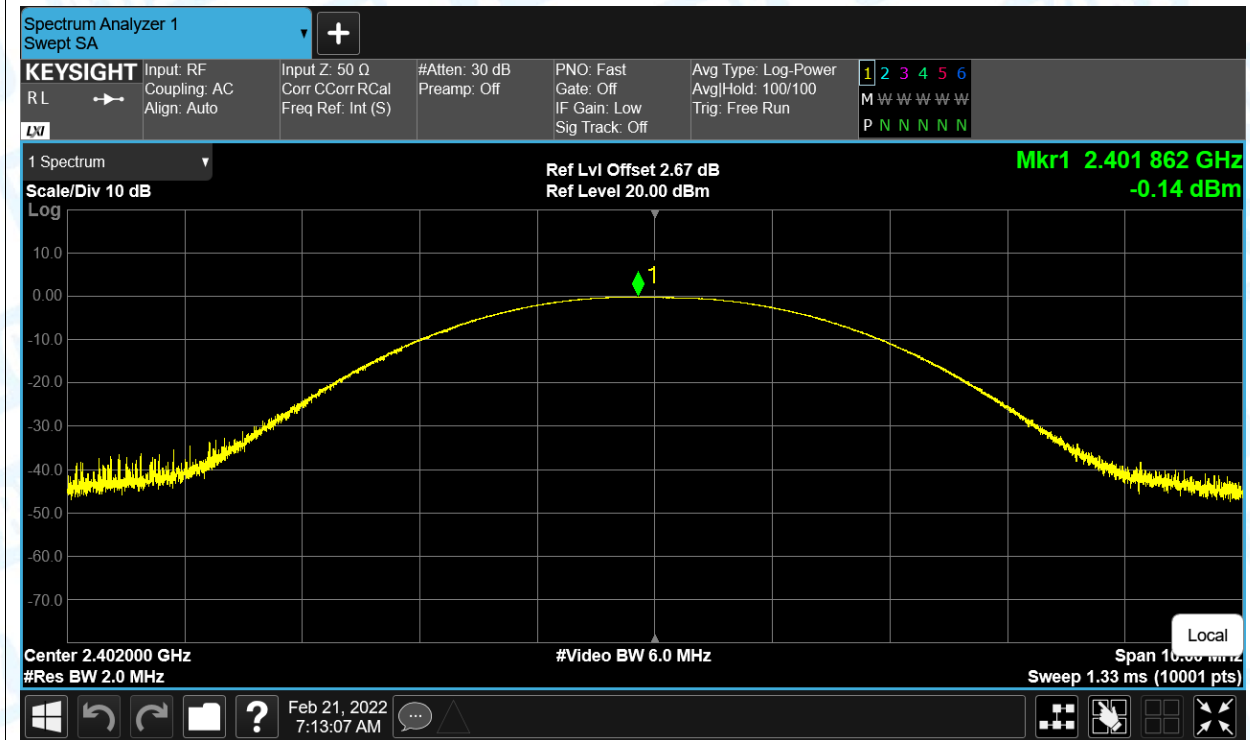 Spectrum Analyzer 1
Swept SA
KEYSIGHT
R L
LXI
Input: RF
Coupling: AC
Align: Auto
Input Z: 50 Ω
Corr CCorr RCal
Freq Ref: Int (S)
#Atten: 30 dB
Preamp: Off
PNO: Fast
Gate: Off
IF Gain: Low
Sig Track: Off
Avg Type: Log-Power
Avg|Hold: 100/100
Trig: Free Run
1 2 3 4 5 6
M W W W W W
P N N N N N
1 Spectrum
Scale/Div 10 dB
Log
Ref Lvl Offset 2.67 dB
Ref Level 20.00 dBm
Mkr1 2.401 862 GHz
-0.14 dBm
1
10.0
0.00
-10.0
-20.0
-30.0
-40.0
-50.0
-60.0
-70.0
Local
Center 2.402000 GHz
#Res BW 2.0 MHz
#Video BW 6.0 MHz
Span 10.00 MHz
Sweep 1.33 ms (10001 pts)
?
Feb 21, 2022
7:13:07 AM